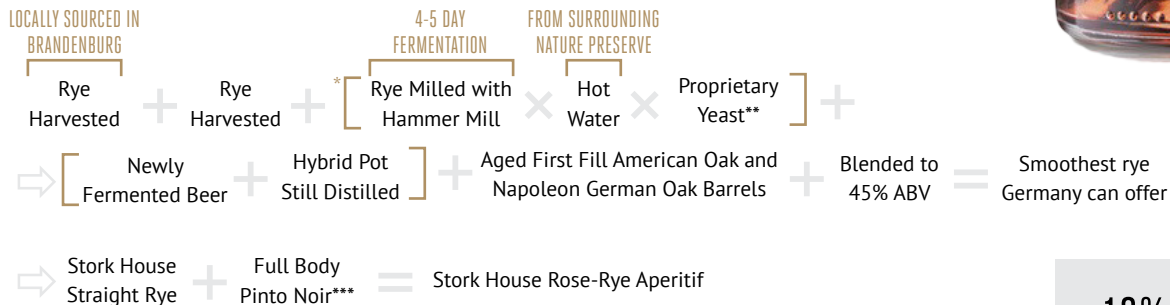 LOCALLY SOURCED IN
BRANDENBURG
4-5 DAY
FERMENTATION
FROM SURROUNDING
NATURE PRESERVE
Rye
Harvested
+
Rye
Harvested
+
*[
Rye Milled with
Hammer Mill
×
Hot
Water
×
Proprietary
Yeast**
]
+
[
Newly
Fermented Beer
+
Hybrid Pot
Still Distilled
]
+
Aged First Fill American Oak and
Napoleon German Oak Barrels
+
Blended to
45% ABV
=
Smoothest rye
Germany can offer
Stork House
Straight Rye
+
Full Body
Pinto Noir***
=
Stork House Rose-Rye Aperitif